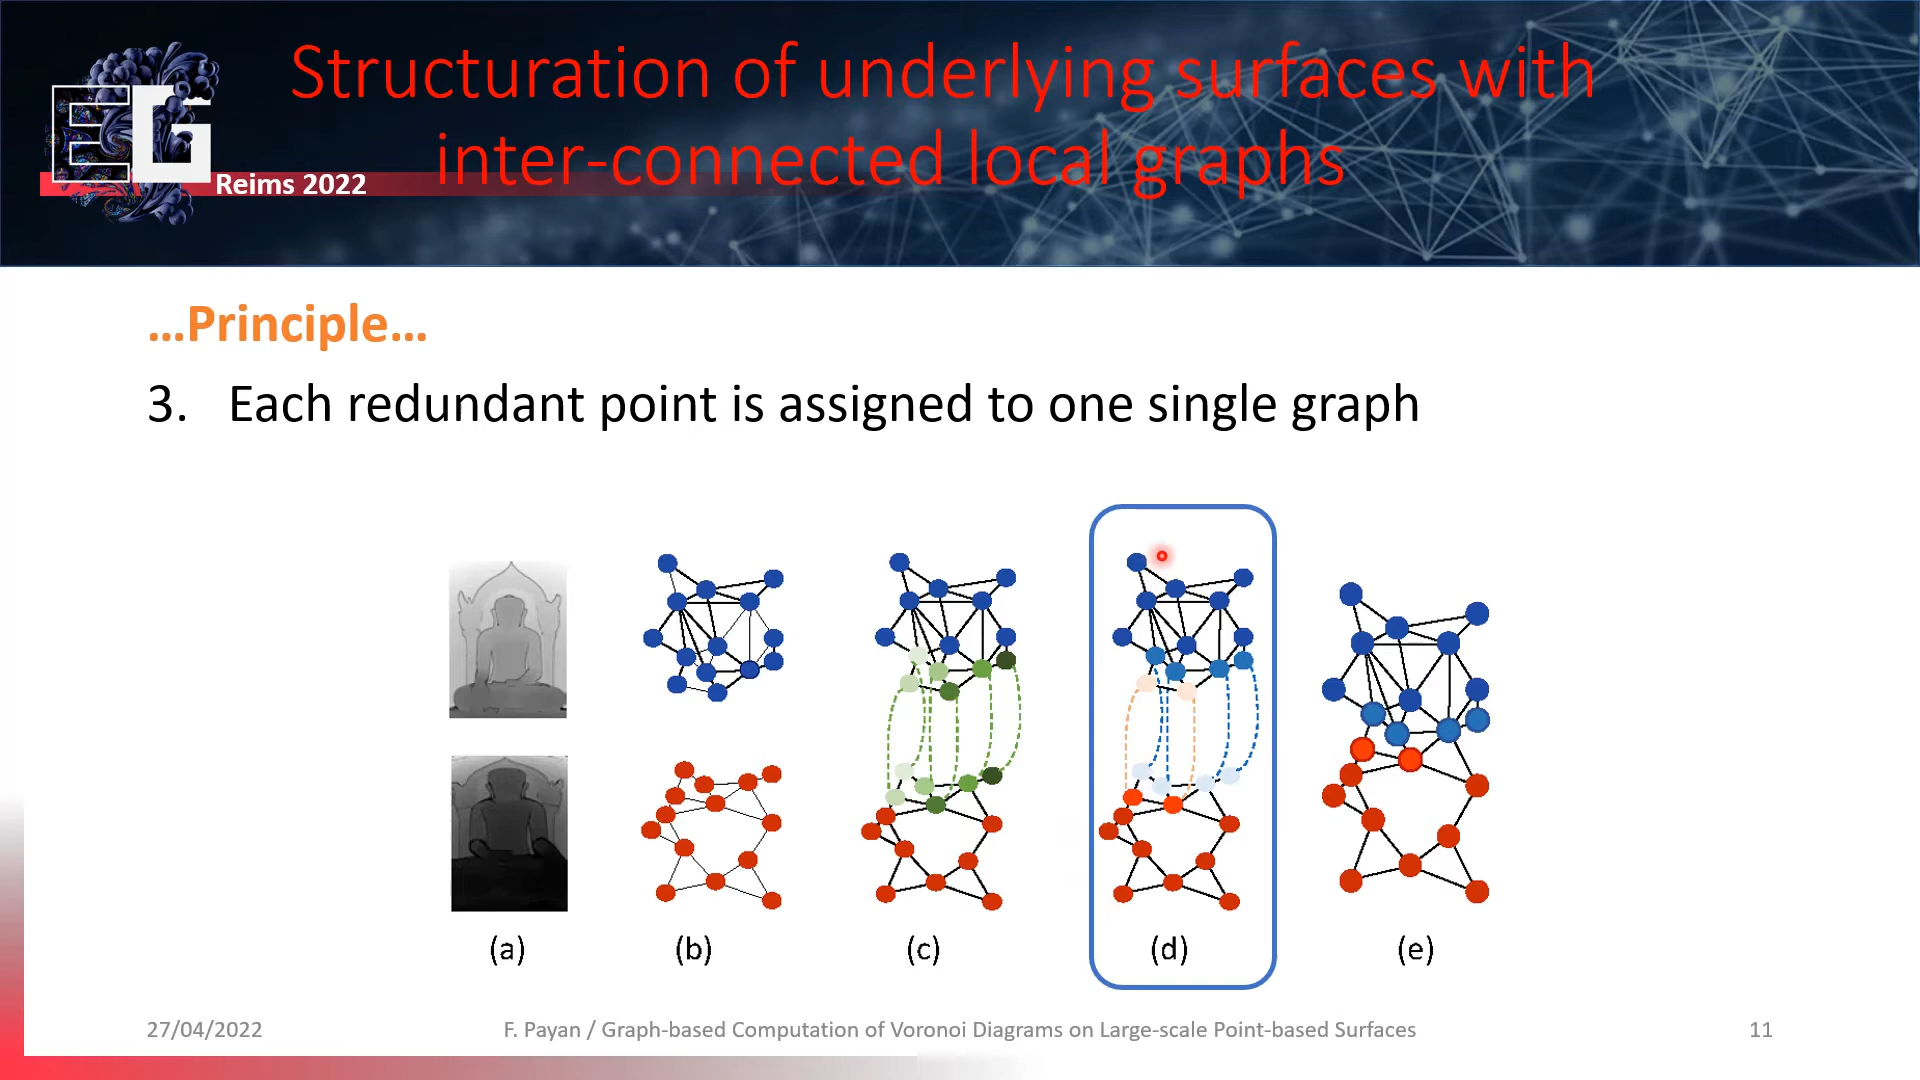 Structuration of underlying surfaces with
inter-connected local graphs
EG
Reims 2022
...Principle...
3. Each redundant point is assigned to one single graph
(a) (b) (c) (d) (e)
27/04/2022 F. Payan / Graph-based Computation of Voronoi Diagrams on Large-scale Point-based Surfaces 11